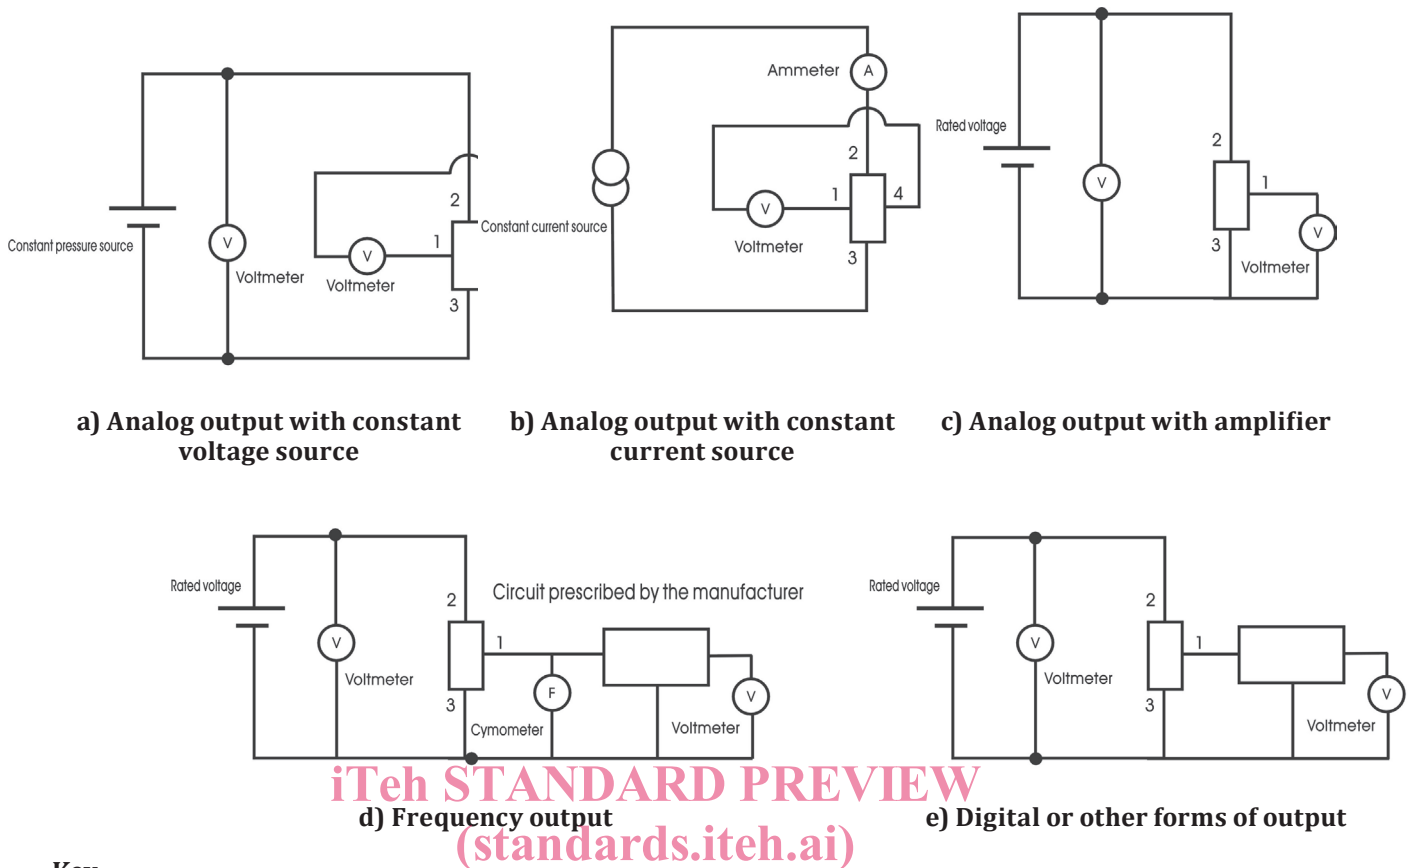 2
1
3
V
V
Constant pressure source
Voltmeter
Voltmeter
a) Analog output with constant
voltage source
Ammeter
A
2
1
4
V
Constant current source
Voltmeter
3
b) Analog output with constant
current source
Rated voltage
2
V
1
V
3
Voltmeter
c) Analog output with amplifier
Rated voltage
2
Circuit prescribed by the manufacturer
V
1
Voltmeter
F
V
3
Cymometer
Voltmeter
d) Frequency output
Rated voltage
2
V
1
Voltmeter
V
3
Voltmeter
e) Digital or other forms of output
iTeh STANDARD PREVIEW
(standards.iteh.ai)